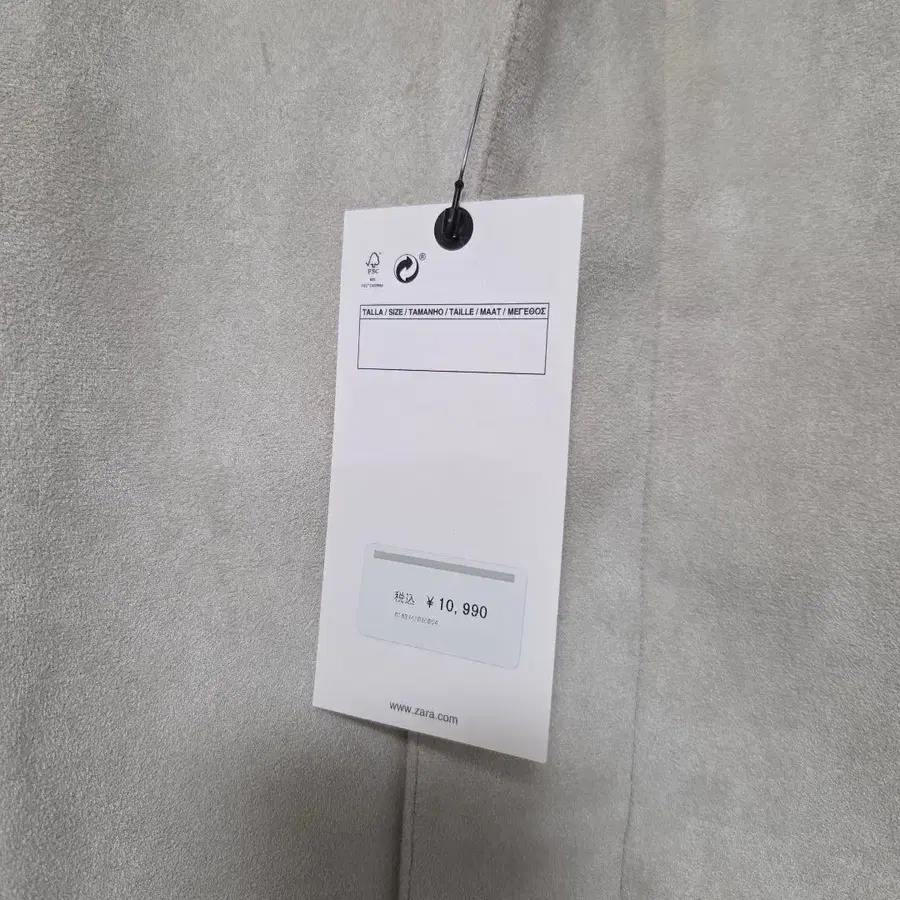 FSC
®
TALLA / SIZE / TAMANHO / TAILLE / MAAT / ΜΕΓΕΘΟΣ
税込 ¥10,990
www.zara.com